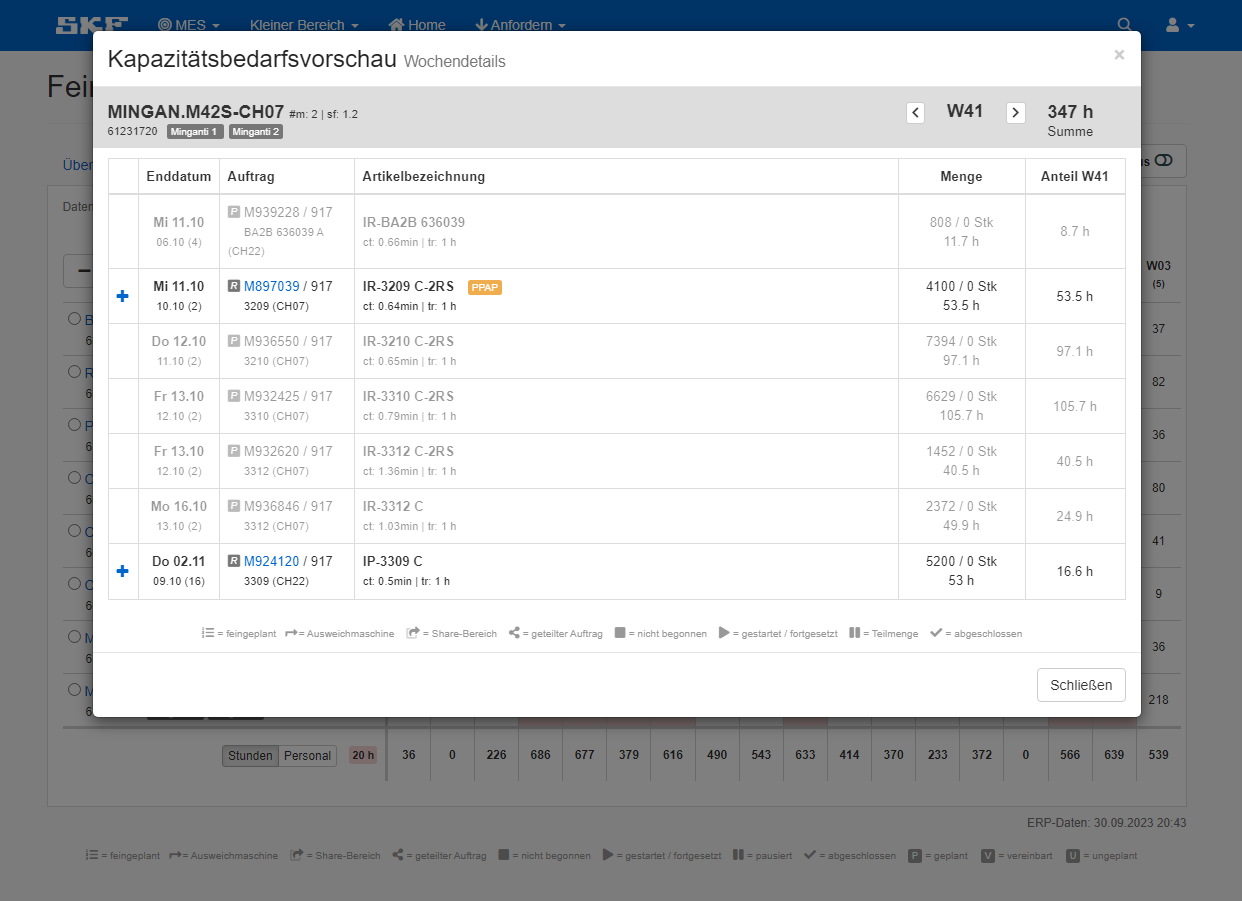 SKF MES Kleiner Bereich Home Anfordern
Kapazitätsbedarfsvorschau Wochendetails ×
Fei
MINGAN.M42S-CH07 #m: 2 | sf: 1.2
61231720 Minganti 1 Minganti 2
W41
347 h
Summe
Über
us
Daten
Enddatum Auftrag Artikelbezeichnung Menge Anteil W41
Mi 11.10 P M939228 / 917 IR-BA2B 636039 808 / 0 Stk 8.7 h
06.10 (4) BA2B 636039 A ct: 0.66min | tr: 1 h 11.7 h
(CH22)
W03
(5)
Mi 11.10 R M897039 / 917 IR-3209 C-2RS PPAP 4100 / 0 Stk 53.5 h
10.10 (2) 3209 (CH07) ct: 0.64min | tr: 1 h 53.5 h
37
Do 12.10 P M936550 / 917 IR-3210 C-2RS 7394 / 0 Stk 97.1 h
11.10 (2) 3210 (CH07) ct: 0.65min | tr: 1 h 97.1 h
82
Fr 13.10 P M932425 / 917 IR-3310 C-2RS 6629 / 0 Stk 105.7 h
12.10 (2) 3310 (CH07) ct: 0.79min | tr: 1 h 105.7 h
36
Fr 13.10 P M932620 / 917 IR-3312 C-2RS 1452 / 0 Stk 40.5 h
12.10 (2) 3312 (CH07) ct: 1.36min | tr: 1 h 40.5 h
80
Mo 16.10 P M936846 / 917 IR-3312 C 2372 / 0 Stk 24.9 h
13.10 (2) 3312 (CH07) ct: 1.03min | tr: 1 h 49.9 h
41
Do 02.11 R M924120 / 917 IP-3309 C 5200 / 0 Stk 16.6 h
09.10 (16) 3309 (CH22) ct: 0.5min | tr: 1 h 53 h
9
= feingeplant = Ausweichmaschine = Share-Bereich = geteilter Auftrag = nicht begonnen = gestartet / fortgesetzt = Teilmenge = abgeschlossen
36
Schließen
218
Stunden Personal 20 h 36 0 226 686 677 379 616 490 543 633 414 370 233 372 0 566 639 539
ERP-Daten: 30.09.2023 20:43
= feingeplant = Ausweichmaschine = Share-Bereich = geteilter Auftrag = nicht begonnen = gestartet / fortgesetzt = pausiert = abgeschlossen P = geplant V = vereinbart U = ungeplant